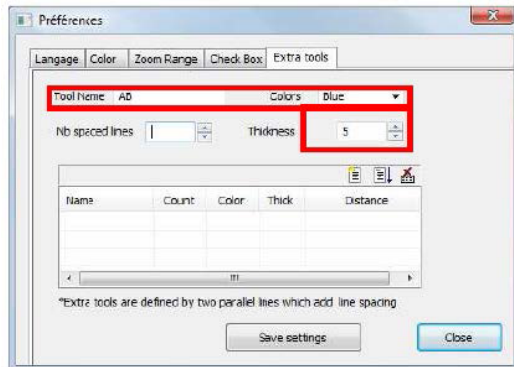 Préférences
Langage Color Zoom Range Check Box Extra tools
Tool Name AB Colors Blue
Nb spaced lines Thickness 5
Name Count Color Thick Distance
*Extra tools are defined by two parallel lines which add line spacing
Save settings Close